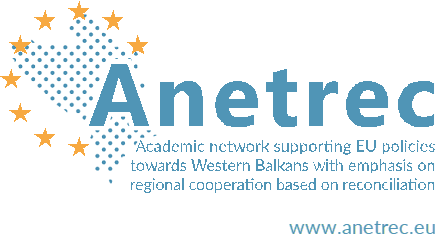 Anetrec
Academic network supporting EU policies
towards Western Balkans with emphasis on
regional cooperation based on reconciliation
www.anetrec.eu